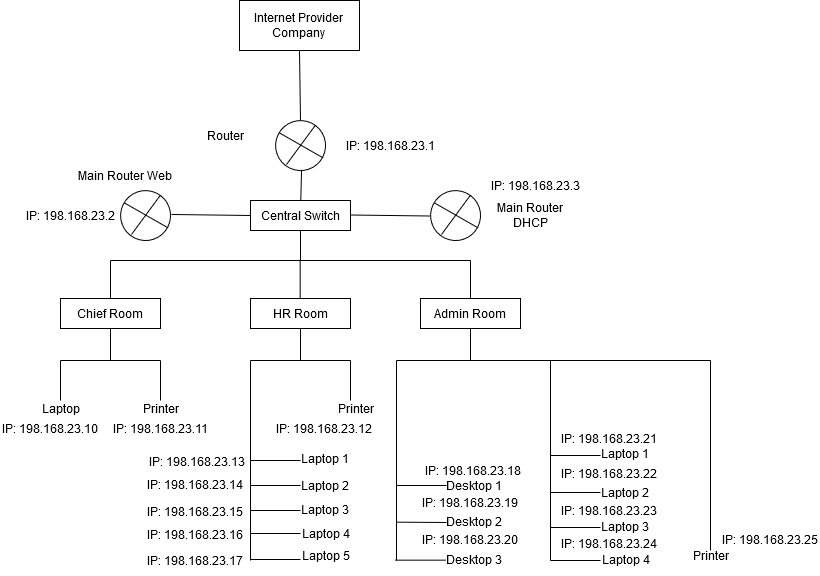 Internet Provider
Company
Router
IP: 198.168.23.1
Main Router Web
IP: 198.168.23.2
Central Switch
IP: 198.168.23.3
Main Router
DHCP
Chief Room
HR Room
Admin Room
Laptop
IP: 198.168.23.10
Printer
IP: 198.168.23.11
Printer
IP: 198.168.23.12
IP: 198.168.23.13
Laptop 1
IP: 198.168.23.14
Laptop 2
IP: 198.168.23.15
Laptop 3
IP: 198.168.23.16
Laptop 4
IP: 198.168.23.17
Laptop 5
IP: 198.168.23.18
Desktop 1
IP: 198.168.23.19
Desktop 2
IP: 198.168.23.20
Desktop 3
IP: 198.168.23.21
Laptop 1
IP: 198.168.23.22
Laptop 2
IP: 198.168.23.23
Laptop 3
IP: 198.168.23.24
Laptop 4
IP: 198.168.23.25
Printer